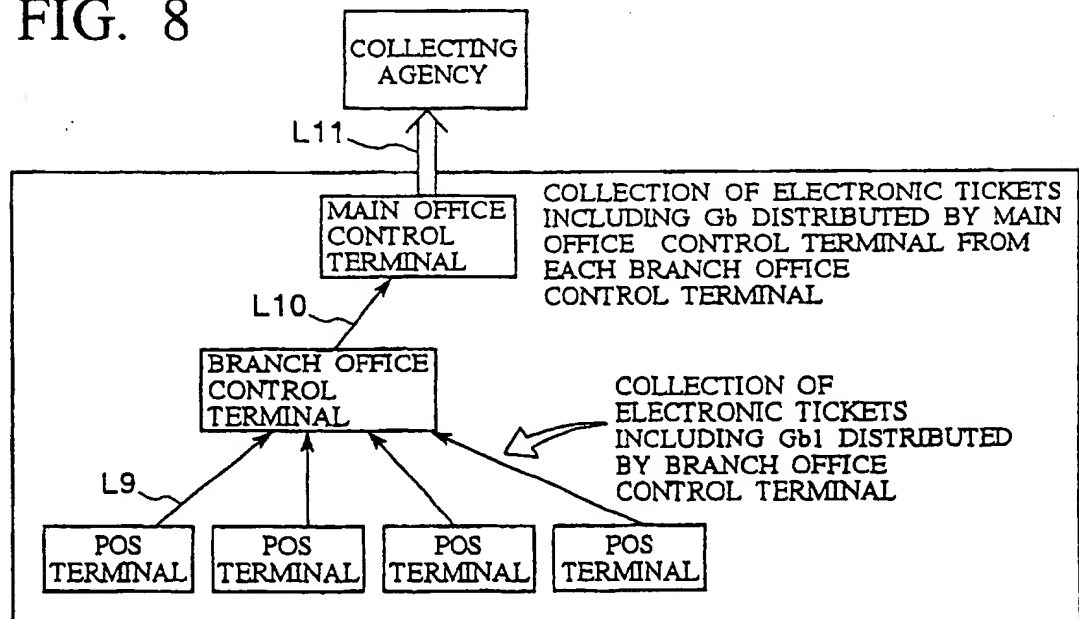 FIG. 8
COLLECTING
AGENCY
L11
MAIN OFFICE
CONTROL
TERMINAL
COLLECTION OF ELECTRONIC TICKETS
INCLUDING Gb DISTRIBUTED BY MAIN
OFFICE CONTROL TERMINAL FROM
EACH BRANCH OFFICE
CONTROL TERMINAL
L10
BRANCH OFFICE
CONTROL
TERMINAL
COLLECTION OF
ELECTRONIC TICKETS
INCLUDING Gb1 DISTRIBUTED
BY BRANCH OFFICE
CONTROL TERMINAL
L9
POS
TERMINAL
POS
TERMINAL
POS
TERMINAL
POS
TERMINAL